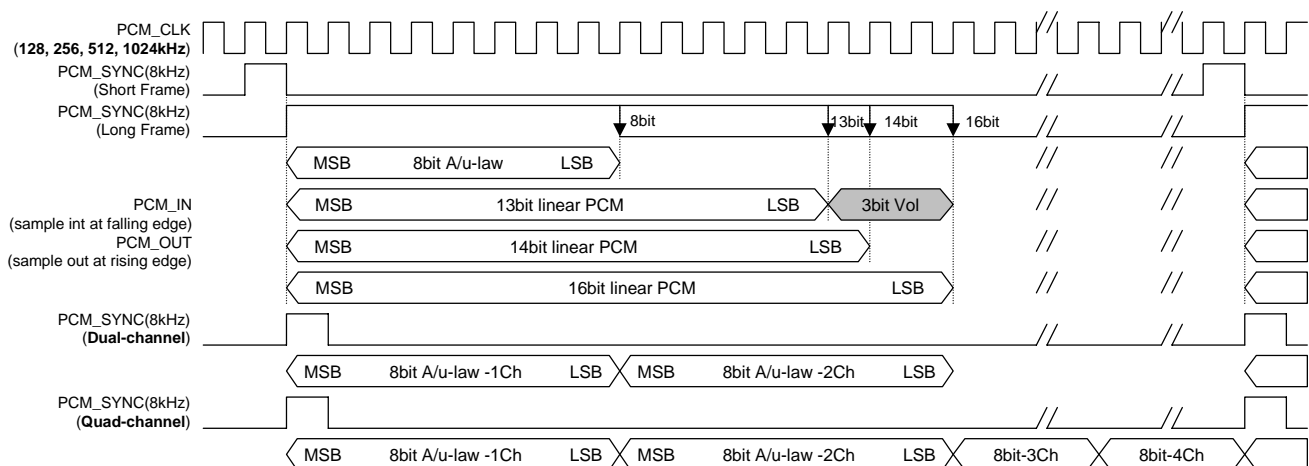 PCM_CLK
(128, 256, 512, 1024kHz)
PCM_SYNC(8kHz)
(Short Frame)
PCM_SYNC(8kHz)
(Long Frame)
8bit
13bit
14bit
16bit
MSB 8bit A/u-law LSB
PCM_IN
(sample int at falling edge)
MSB 13bit linear PCM LSB
3bit Vol
PCM_OUT
(sample out at rising edge)
MSB 14bit linear PCM LSB
MSB 16bit linear PCM LSB
PCM_SYNC(8kHz)
(Dual-channel)
MSB 8bit A/u-law -1Ch LSB MSB 8bit A/u-law -2Ch LSB
PCM_SYNC(8kHz)
(Quad-channel)
MSB 8bit A/u-law -1Ch LSB MSB 8bit A/u-law -2Ch LSB 8bit-3Ch 8bit-4Ch